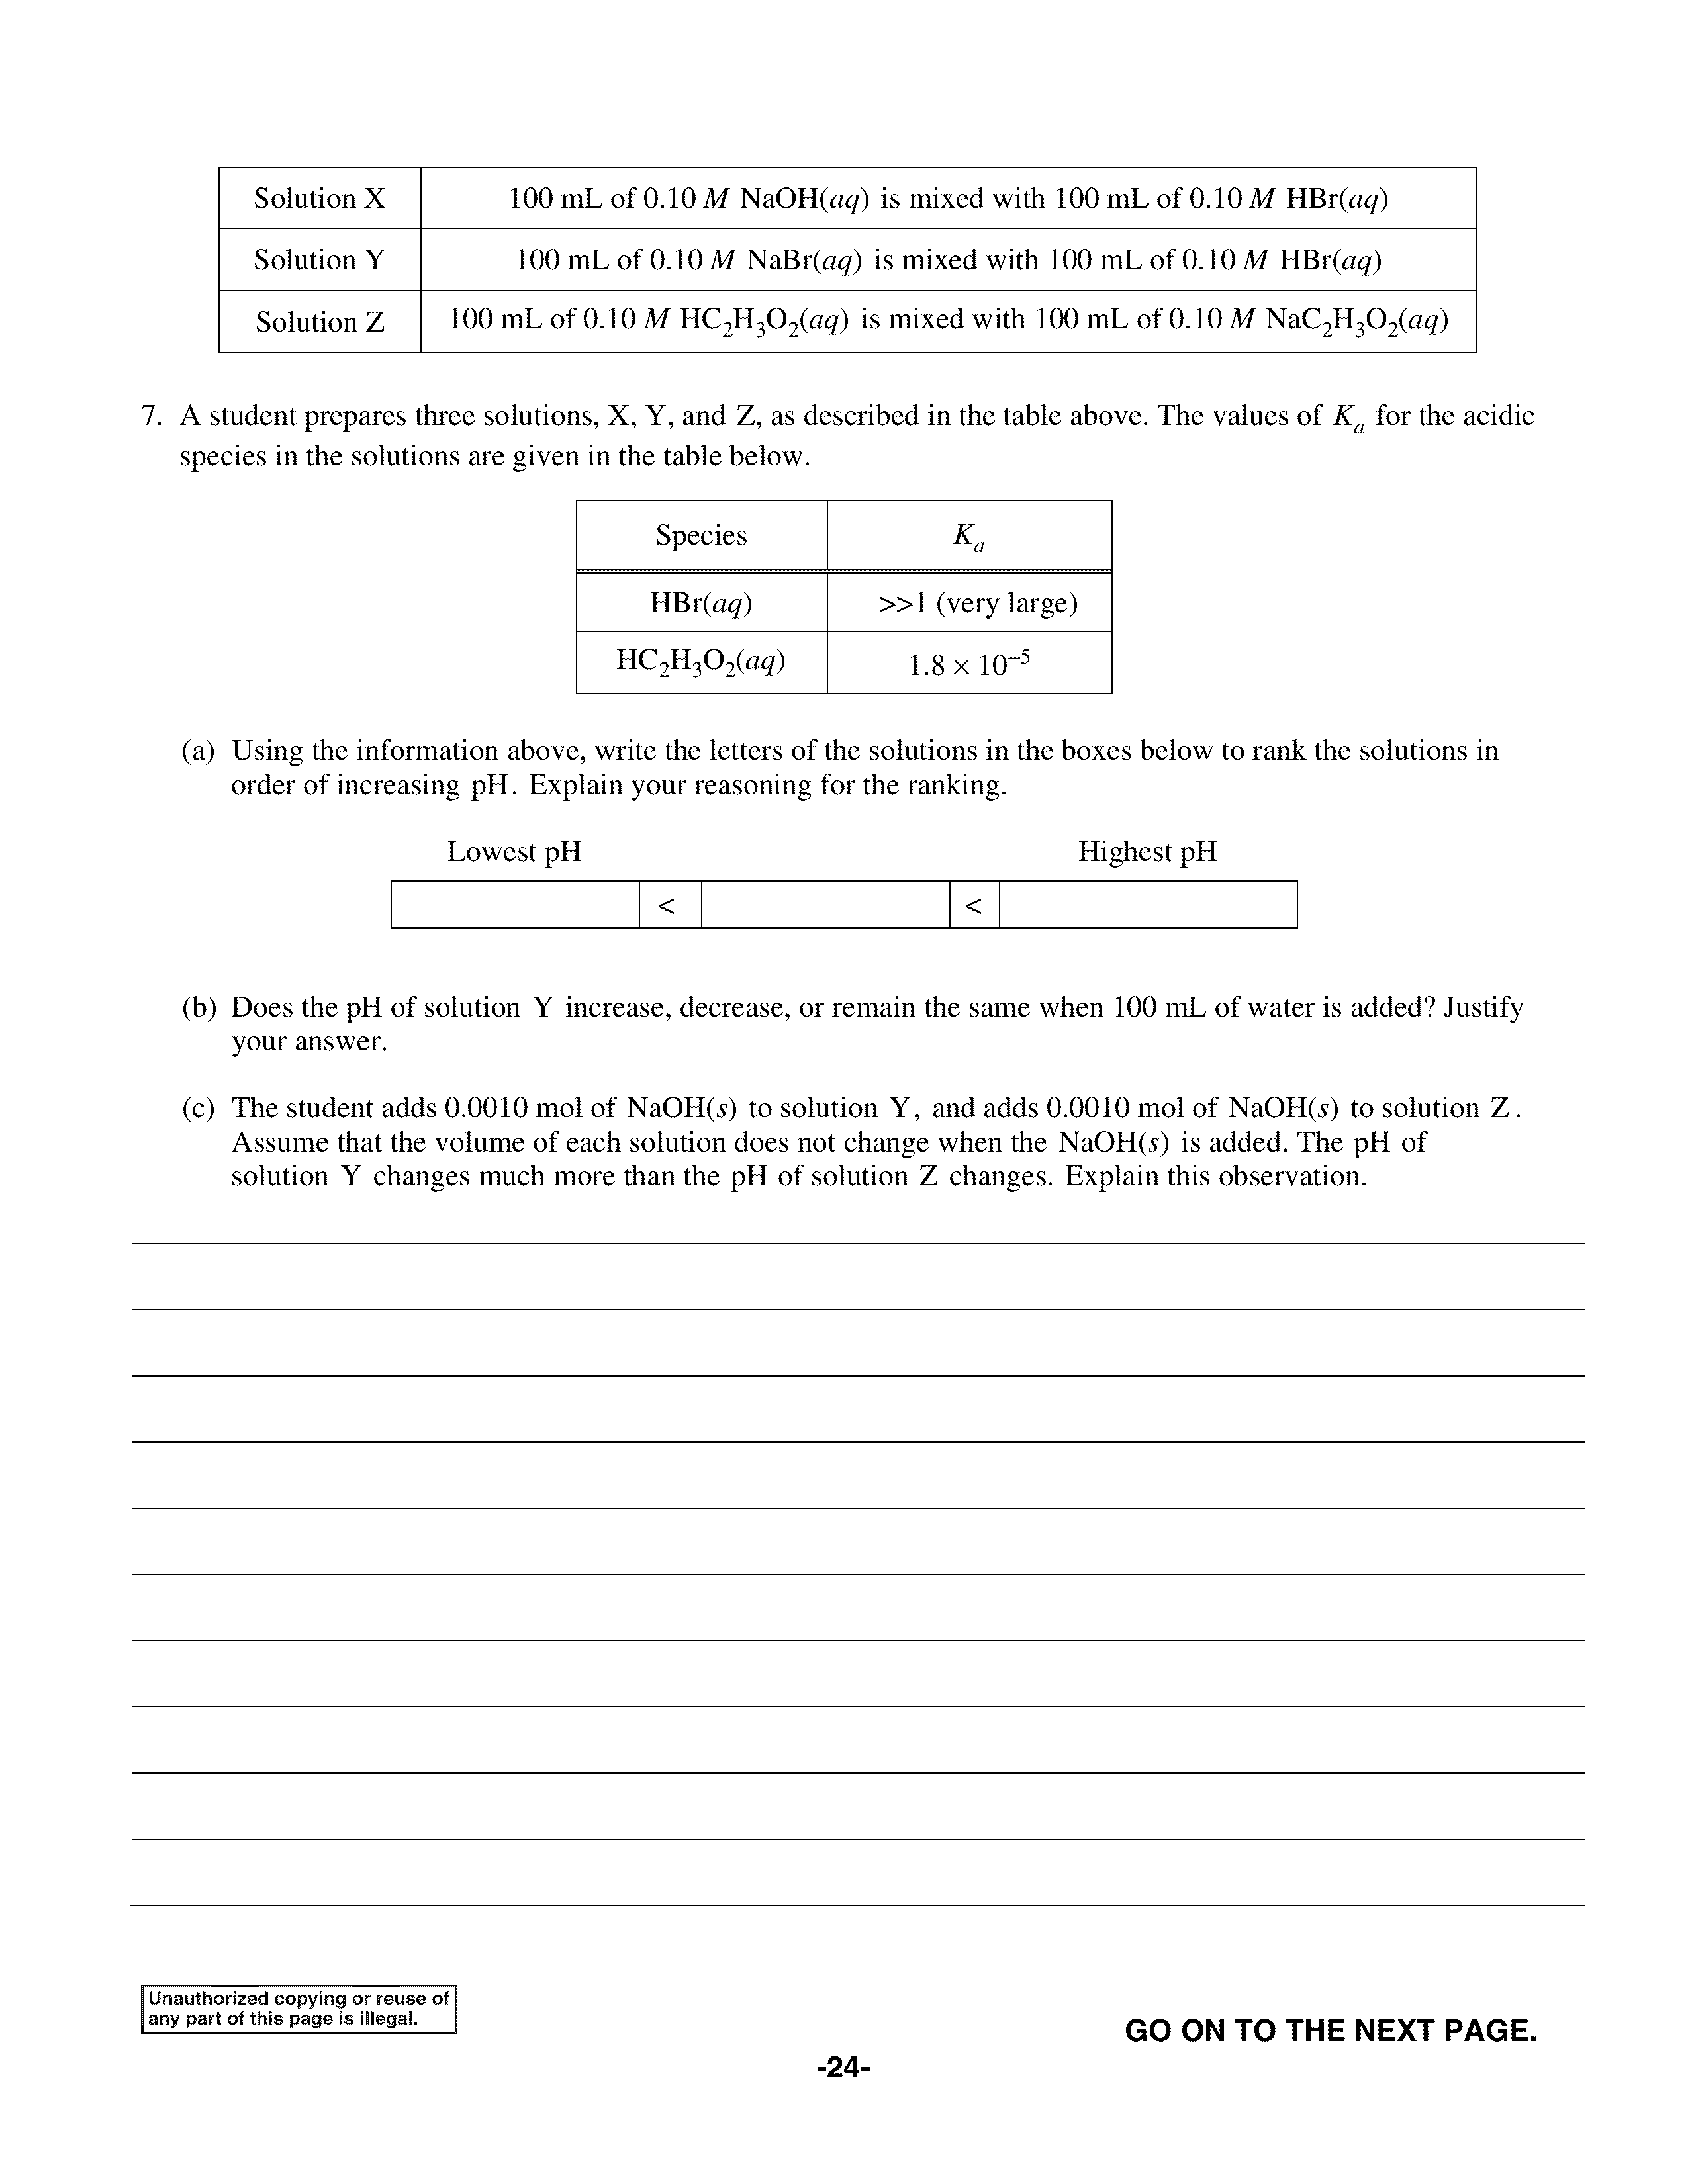 Solution X 100 mL of 0.10 M NaOH(aq) is mixed with 100 mL of 0.10 M HBr(aq)
Solution Y 100 mL of 0.10 M NaBr(aq) is mixed with 100 mL of 0.10 M HBr(aq)
Solution Z 100 mL of 0.10 M HC₂H₃O₂(aq) is mixed with 100 mL of 0.10 M NaC₂H₃O₂(aq)
7. A student prepares three solutions, X, Y, and Z, as described in the table above. The values of Kₐ for the acidic
species in the solutions are given in the table below.
Species Kₐ
HBr(aq) >>1 (very large)
HC₂H₃O₂(aq) 1.8 × 10⁻⁵
(a) Using the information above, write the letters of the solutions in the boxes below to rank the solutions in
order of increasing pH. Explain your reasoning for the ranking.
Lowest pH Highest pH
< <
(b) Does the pH of solution Y increase, decrease, or remain the same when 100 mL of water is added? Justify
your answer.
(c) The student adds 0.0010 mol of NaOH(s) to solution Y, and adds 0.0010 mol of NaOH(s) to solution Z.
Assume that the volume of each solution does not change when the NaOH(s) is added. The pH of
solution Y changes much more than the pH of solution Z changes. Explain this observation.
Unauthorized copying or reuse of
any part of this page is illegal.
GO ON TO THE NEXT PAGE.
-24-